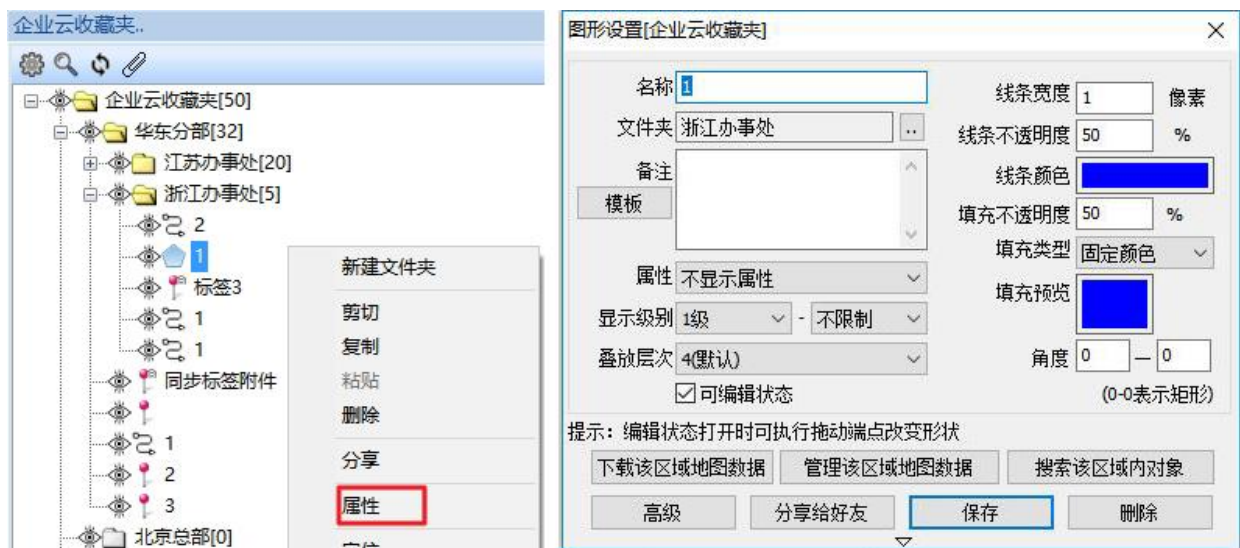 企业云收藏夹..
企业云收藏夹[50]
华东分部[32]
江苏办事处[20]
浙江办事处[5]
2
1
标签3
1
1
同步标签附件
1
2
3
北京总部[0]
新建文件夹
剪切
复制
粘贴
删除
分享
属性
定位
图形设置[企业云收藏夹]
名称 1
文件夹 浙江办事处 ..
备注
模板
属性 不显示属性
显示级别 1级 - 不限制
叠放层次 4(默认)
可编辑状态
线条宽度 1 像素
线条不透明度 50 %
线条颜色
填充不透明度 50 %
填充类型 固定颜色
填充预览
角度 0 — 0
(0-0表示矩形)
提示：编辑状态打开时可执行拖动端点改变形状
下载该区域地图数据 管理该区域地图数据 搜索该区域内对象
高级 分享给好友 保存 删除